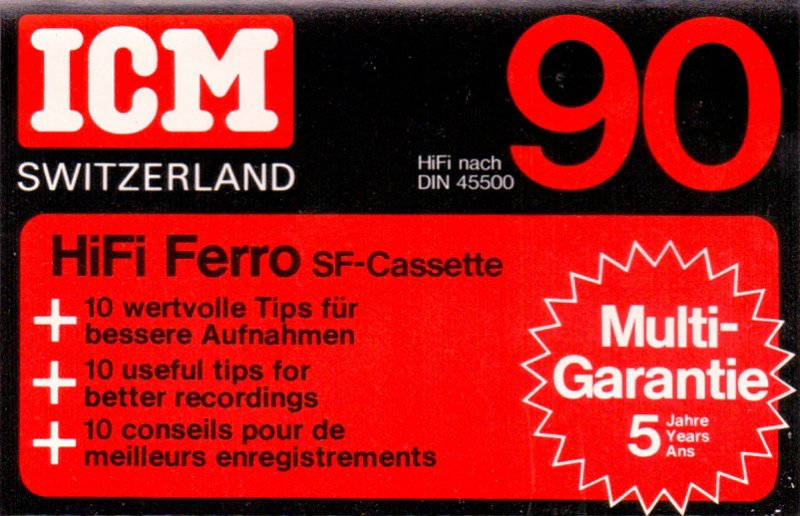 ICM
SWITZERLAND
HiFi nach
DIN 45500
90
HiFi Ferro SF-Cassette
+ 10 wertvolle Tips für
bessere Aufnahmen
+ 10 useful tips for
better recordings
+ 10 conseils pour de
meilleurs enregistrements
Multi-
Garantie
5 Jahre
Years
Ans